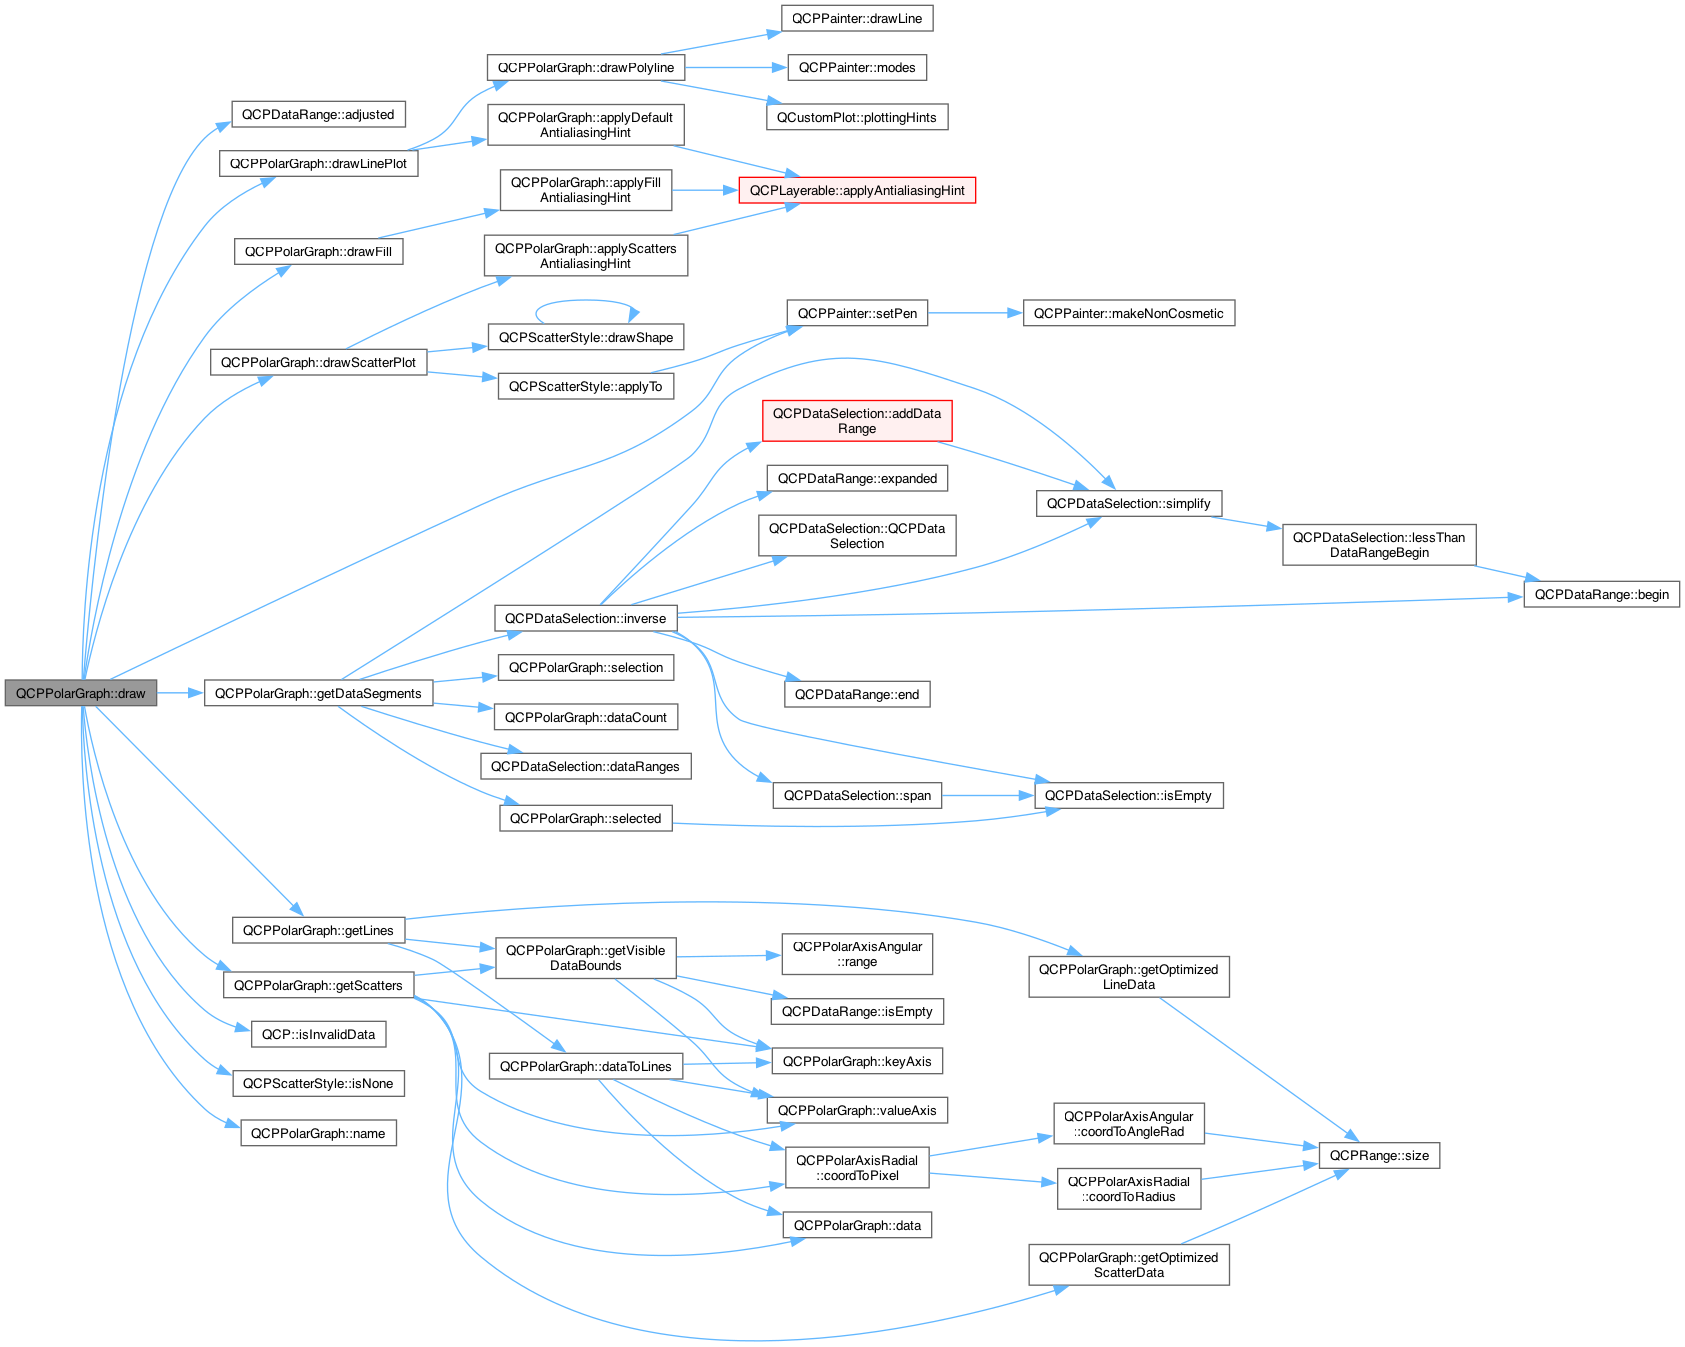 QCPPolarGraph::draw
QCPDataRange::adjusted
QCPPolarGraph::drawLinePlot
QCPPolarGraph::drawFill
QCPPolarGraph::drawScatterPlot
QCPPolarGraph::getDataSegments
QCPPolarGraph::getLines
QCPPolarGraph::getScatters
QCP::isInvalidData
QCPScatterStyle::isNone
QCPPolarGraph::name
QCPPolarGraph::drawPolyline
QCPPolarGraph::applyDefault
AntialiasingHint
QCPPolarGraph::applyFill
AntialiasingHint
QCPPolarGraph::applyScatters
AntialiasingHint
QCPScatterStyle::drawShape
QCPScatterStyle::applyTo
QCPDataSelection::inverse
QCPPolarGraph::selection
QCPPolarGraph::dataCount
QCPDataSelection::dataRanges
QCPPolarGraph::selected
QCPPolarGraph::getVisible
DataBounds
QCPPolarGraph::dataToLines
QCPPainter::drawLine
QCPPainter::modes
QCustomPlot::plottingHints
QCPLayerable::applyAntialiasingHint
QCPPainter::setPen
QCPDataSelection::addData
Range
QCPDataRange::expanded
QCPDataSelection::QCPData
Selection
QCPDataRange::end
QCPDataSelection::span
QCPPolarAxisAngular
::range
QCPDataRange::isEmpty
QCPPolarGraph::keyAxis
QCPPolarGraph::valueAxis
QCPPolarAxisRadial
::coordToPixel
QCPPolarGraph::data
QCPPainter::makeNonCosmetic
QCPDataSelection::simplify
QCPDataSelection::isEmpty
QCPPolarGraph::getOptimized
LineData
QCPPolarAxisAngular
::coordToAngleRad
QCPPolarAxisRadial
::coordToRadius
QCPPolarGraph::getOptimized
ScatterData
QCPDataSelection::lessThan
DataRangeBegin
QCPRange::size
QCPDataRange::begin